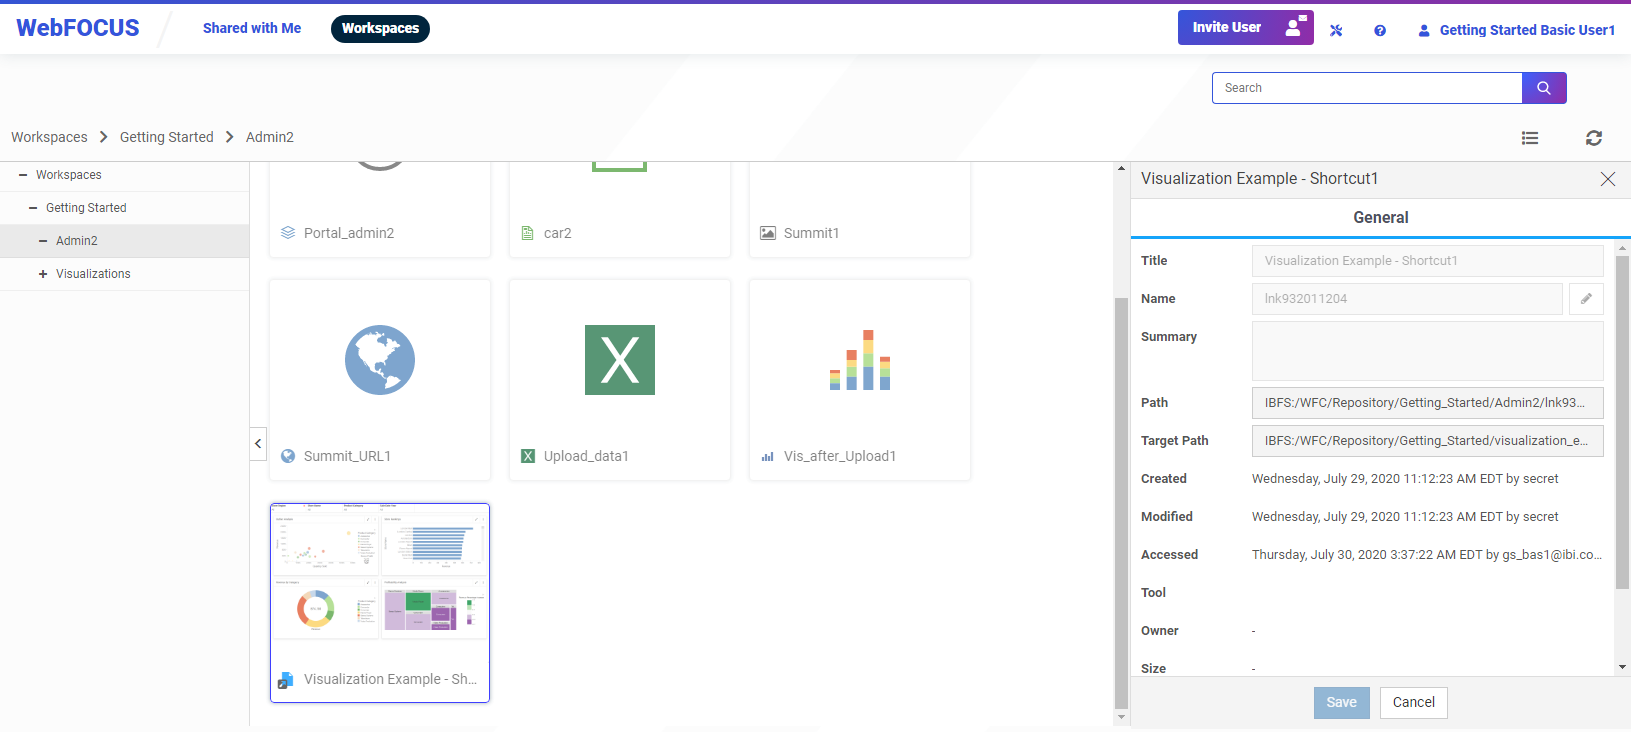 WebFOCUS
Shared with Me
Workspaces
Invite User
Getting Started Basic User1
Search
Workspaces
Getting Started
Admin2
Workspaces
Getting Started
Admin2
Visualizations
Portal_admin2
car2
Summit1
Summit_URL1
Upload_data1
Vis_after_Upload1
Visualization Example - Sh...
Visualization Example - Shortcut1
General
Title
Visualization Example - Shortcut1
Name
lnk932011204
Summary
Path
IBFS:/WFC/Repository/Getting_Started/Admin2/lnk93...
Target Path
IBFS:/WFC/Repository/Getting_Started/visualization_e...
Created
Wednesday, July 29, 2020 11:12:23 AM EDT by secret
Modified
Wednesday, July 29, 2020 11:12:23 AM EDT by secret
Accessed
Thursday, July 30, 2020 3:37:22 AM EDT by gs_bas1@ibi.co...
Tool
Owner
-
Size
-
Save
Cancel